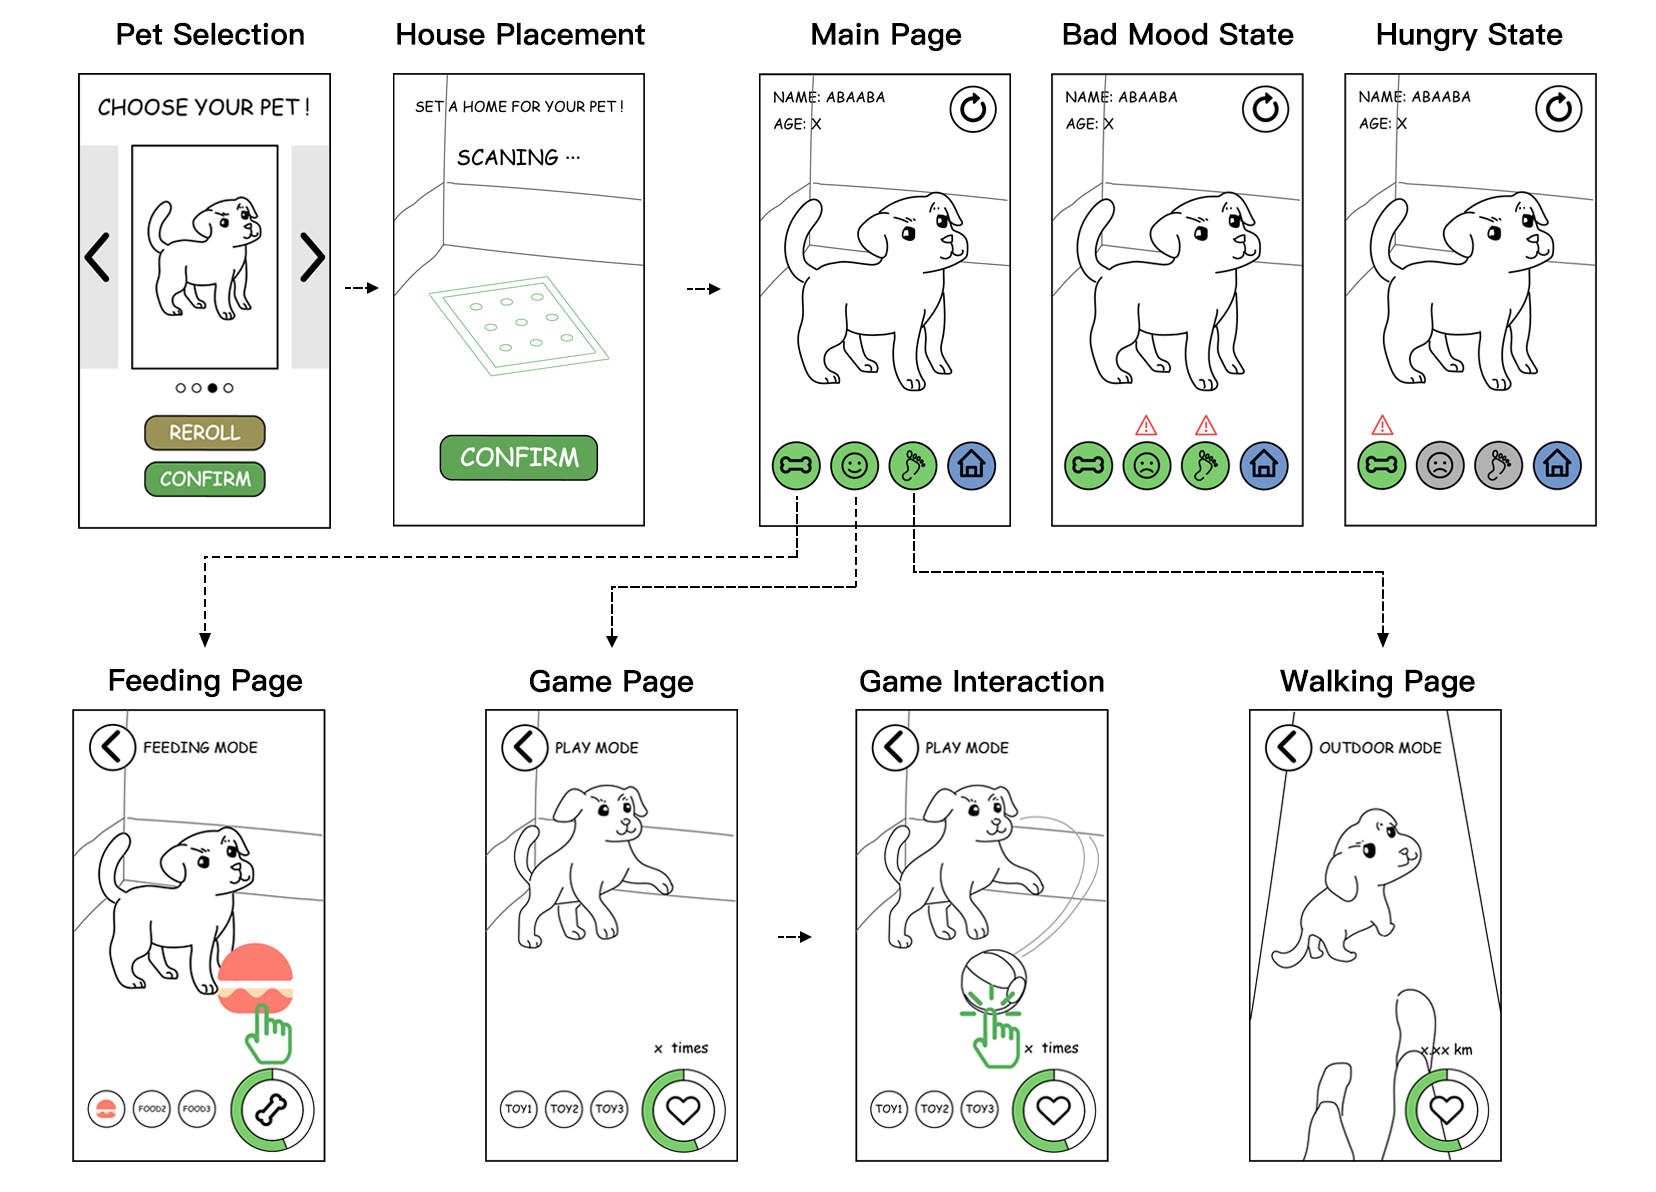 Pet Selection
House Placement
Main Page
Bad Mood State
Hungry State
CHOOSE YOUR PET !
REROLL
CONFIRM
SET A HOME FOR YOUR PET !
SCANING ···
CONFIRM
NAME: ABAABA
AGE: X
NAME: ABAABA
AGE: X
NAME: ABAABA
AGE: X
Feeding Page
Game Page
Game Interaction
Walking Page
FEEDING MODE
FOOD2
FOOD3
PLAY MODE
x times
TOY1
TOY2
TOY3
PLAY MODE
x times
TOY1
TOY2
TOY3
OUTDOOR MODE
x.xx km